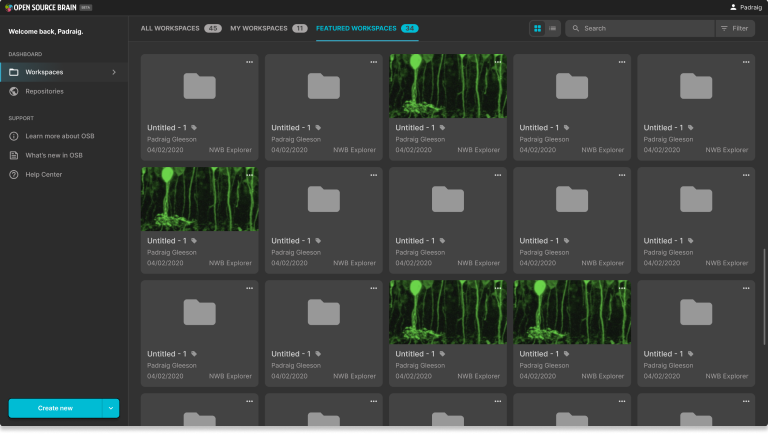 OPEN SOURCE BRAIN BETA
Padraig
Welcome back, Padraig.
DASHBOARD
Workspaces
Repositories
SUPPORT
Learn more about OSB
What's new in OSB
Help Center
Create new
ALL WORKSPACES 45 MY WORKSPACES 11 FEATURED WORKSPACES 34
Search
Filter
Untitled - 1 Untitled - 1 Untitled - 1 Untitled - 1 Untitled - 1
Padraig Gleeson Padraig Gleeson Padraig Gleeson Padraig Gleeson Padraig Gleeson
04/02/2020 04/02/2020 NWB Explorer 04/02/2020 04/02/2020 NWB Explorer 04/02/2020 NWB Explorer
Untitled - 1 Untitled - 1 Untitled - 1 Untitled - 1 Untitled - 1
Padraig Gleeson Padraig Gleeson Padraig Gleeson Padraig Gleeson Padraig Gleeson
04/02/2020 NWB Explorer 04/02/2020 NWB Explorer 04/02/2020 NWB Explorer 04/02/2020 NWB Explorer 04/02/2020 NWB Explorer
Untitled - 1 Untitled - 1 Untitled - 1 Untitled - 1 Untitled - 1
Padraig Gleeson Padraig Gleeson Padraig Gleeson Padraig Gleeson Padraig Gleeson
04/02/2020 NWB Explorer 04/02/2020 NWB Explorer 04/02/2020 NWB Explorer 04/02/2020 NWB Explorer 04/02/2020 NWB Explorer